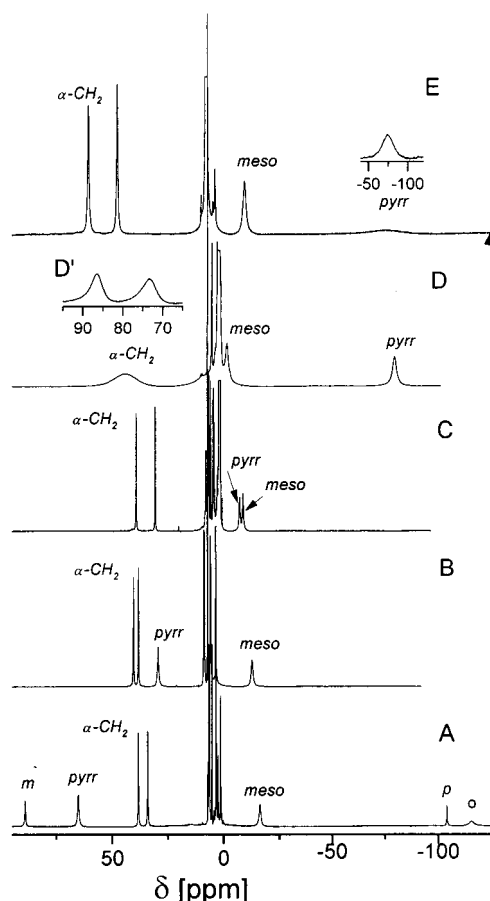 E
α-CH₂
meso
-50 -100
pyrr
D'
90 80 70
D
α-CH₂
meso
pyrr
C
α-CH₂
pyrr
meso
B
α-CH₂
pyrr
meso
A
α-CH₂
m
pyrr
meso
p
o
50 0 -50 -100
δ [ppm]